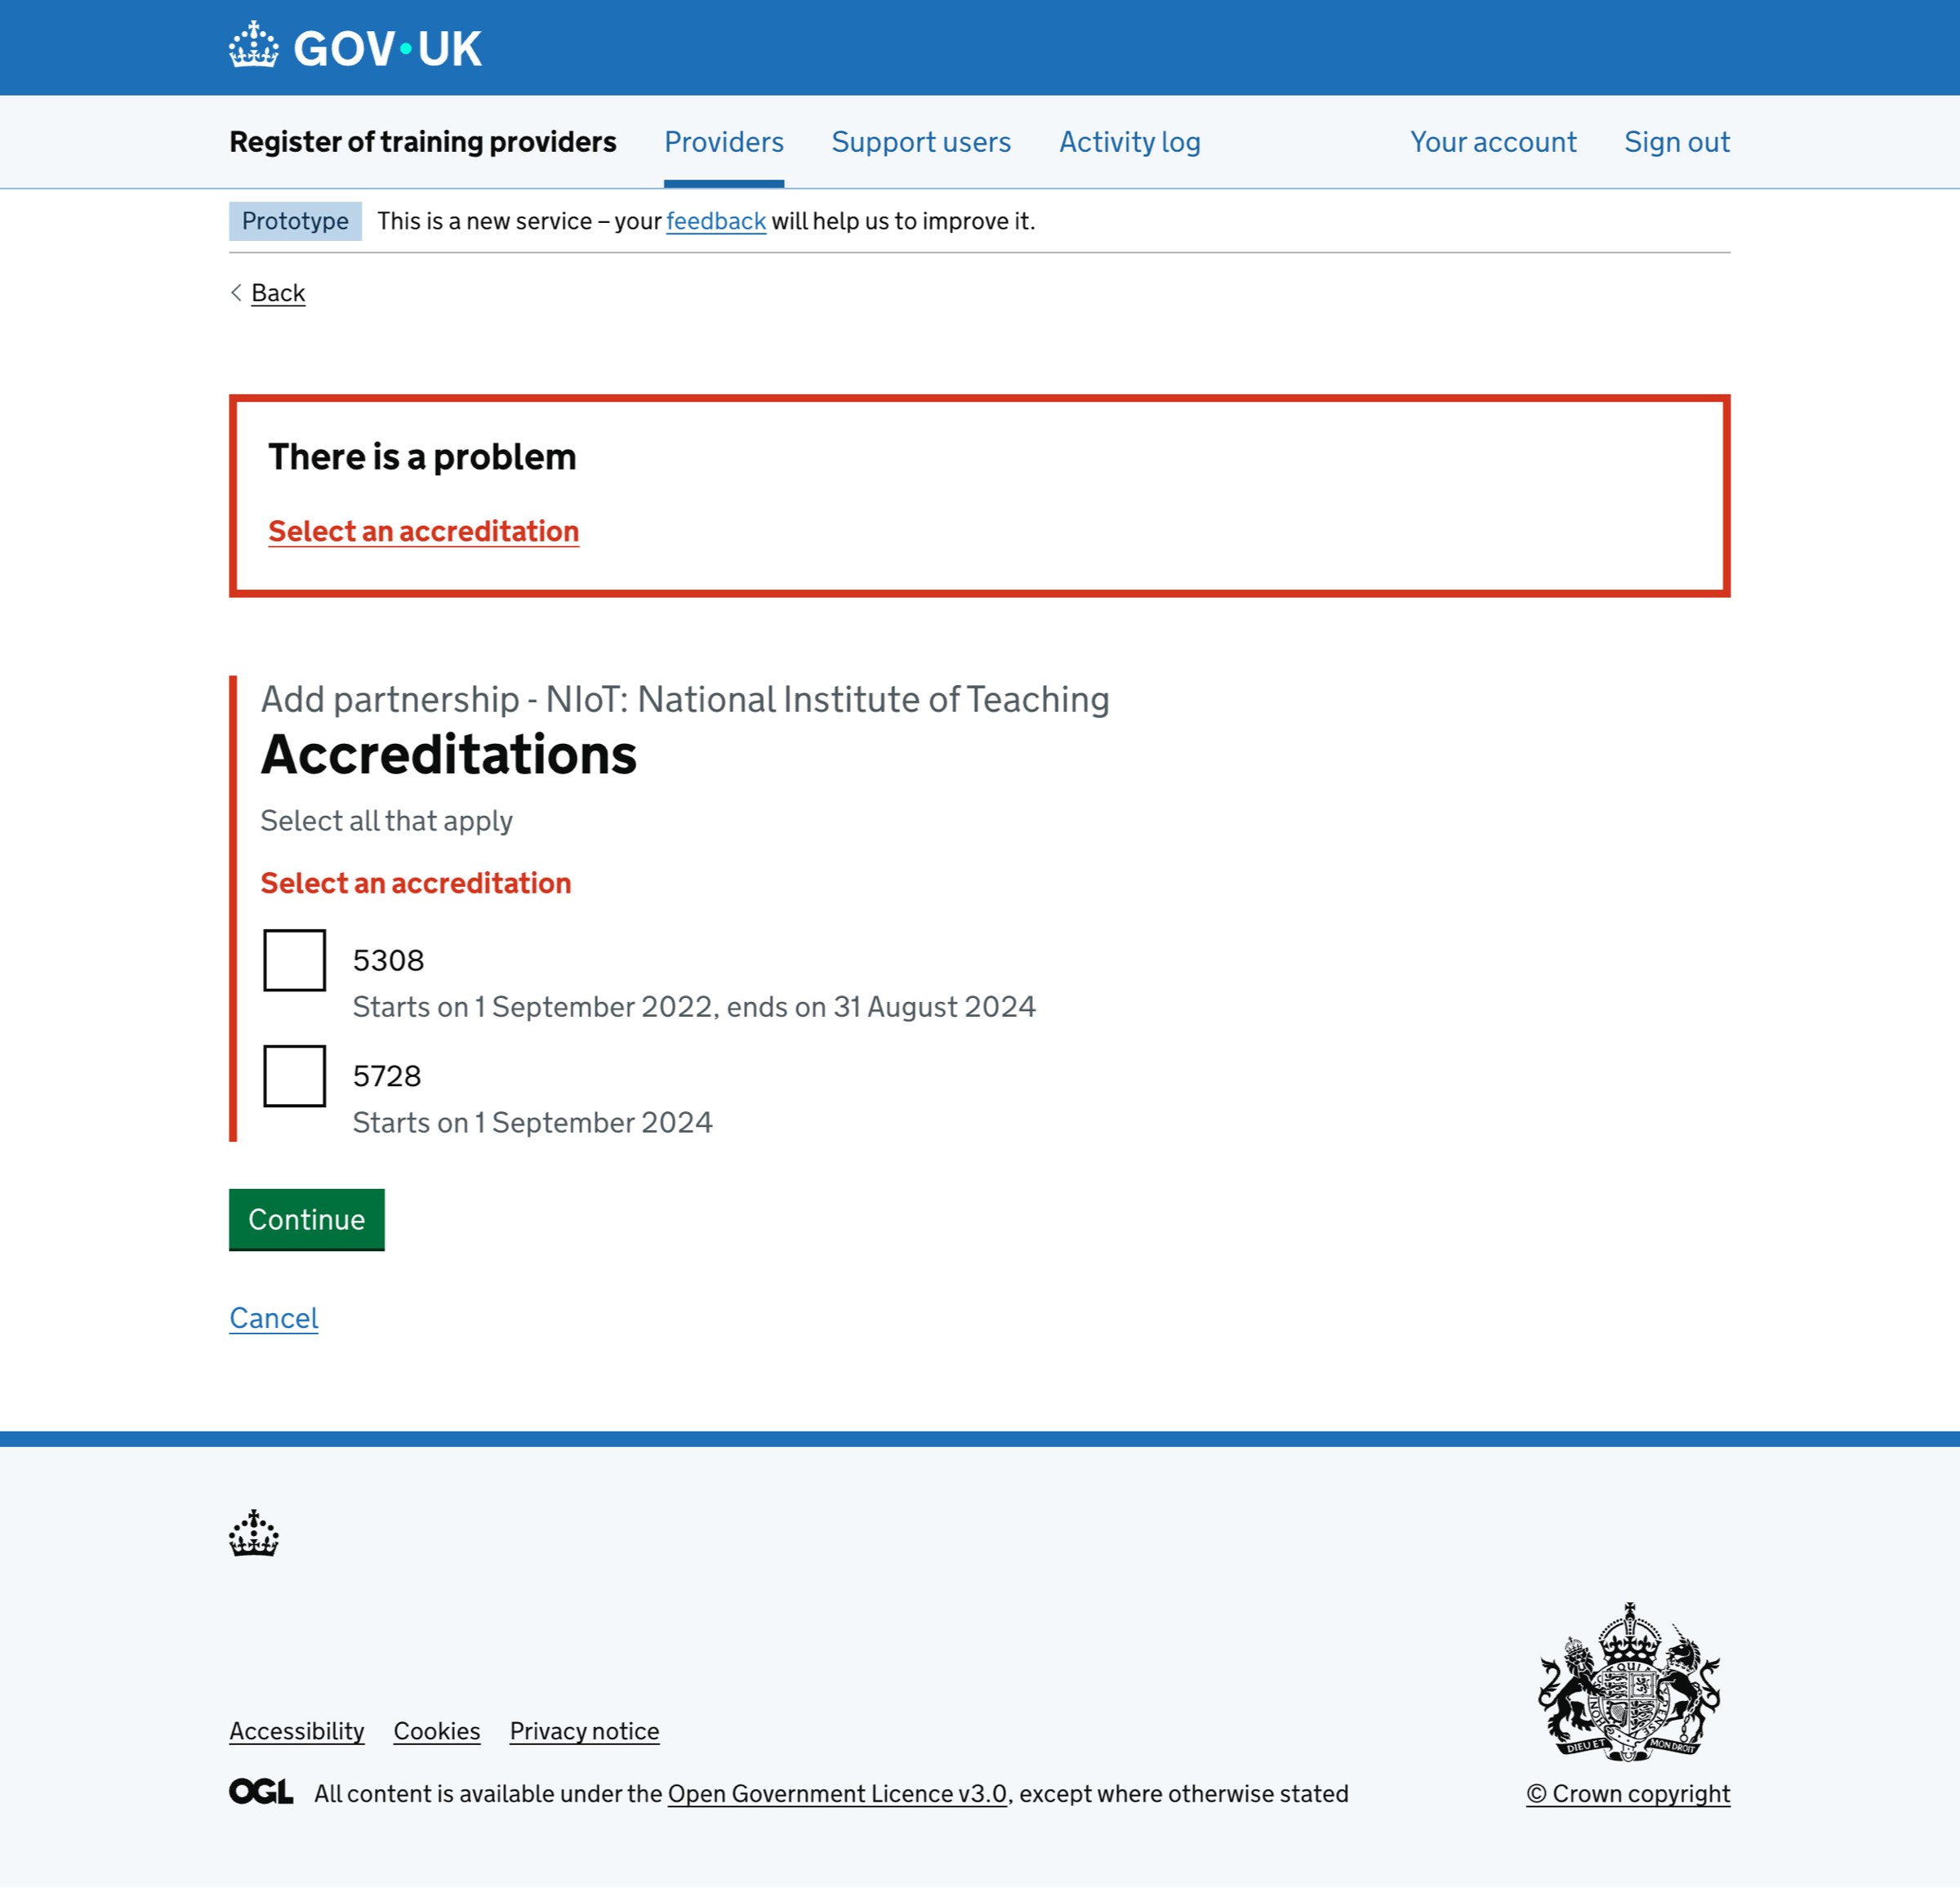 GOV·UK
Register of training providers Providers Support users Activity log Your account Sign out
Prototype This is a new service – your feedback will help us to improve it.
Back
There is a problem
Select an accreditation
Add partnership - NIoT: National Institute of Teaching
Accreditations
Select all that apply
Select an accreditation
5308
Starts on 1 September 2022, ends on 31 August 2024
5728
Starts on 1 September 2024
Continue
Cancel
DIEU ET MON DROIT
Accessibility Cookies Privacy notice
OGL All content is available under the Open Government Licence v3.0, except where otherwise stated
© Crown copyright